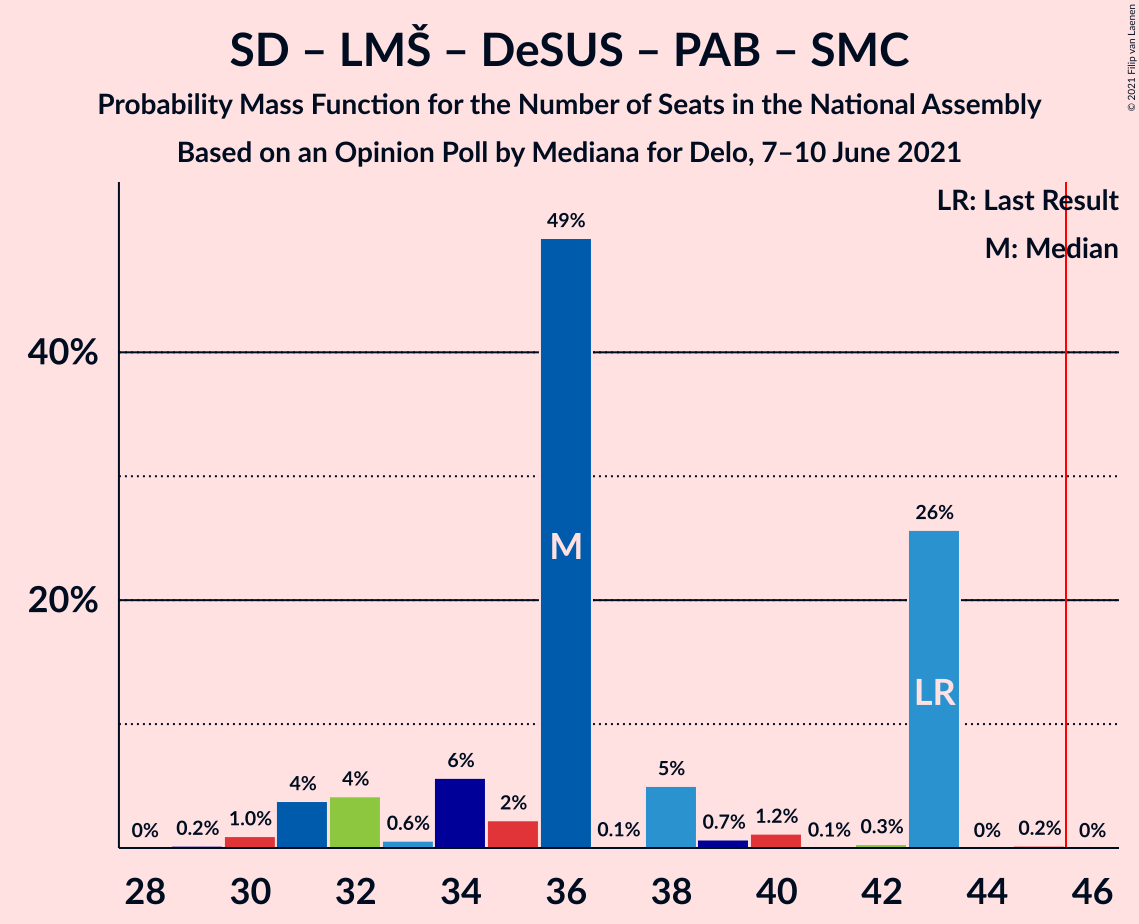 SD – LMŠ – DeSUS – PAB – SMC
Probability Mass Function for the Number of Seats in the National Assembly
Based on an Opinion Poll by Mediana for Delo, 7–10 June 2021
© 2021 Filip van Laenen
LR: Last Result
M: Median
40%
20%
0%
0.2%
1.0%
4%
4%
0.6%
6%
2%
49%
0.1%
5%
0.7%
1.2%
0.1%
0.3%
26%
0%
0.2%
0%
M
LR
28 30 32 34 36 38 40 42 44 46